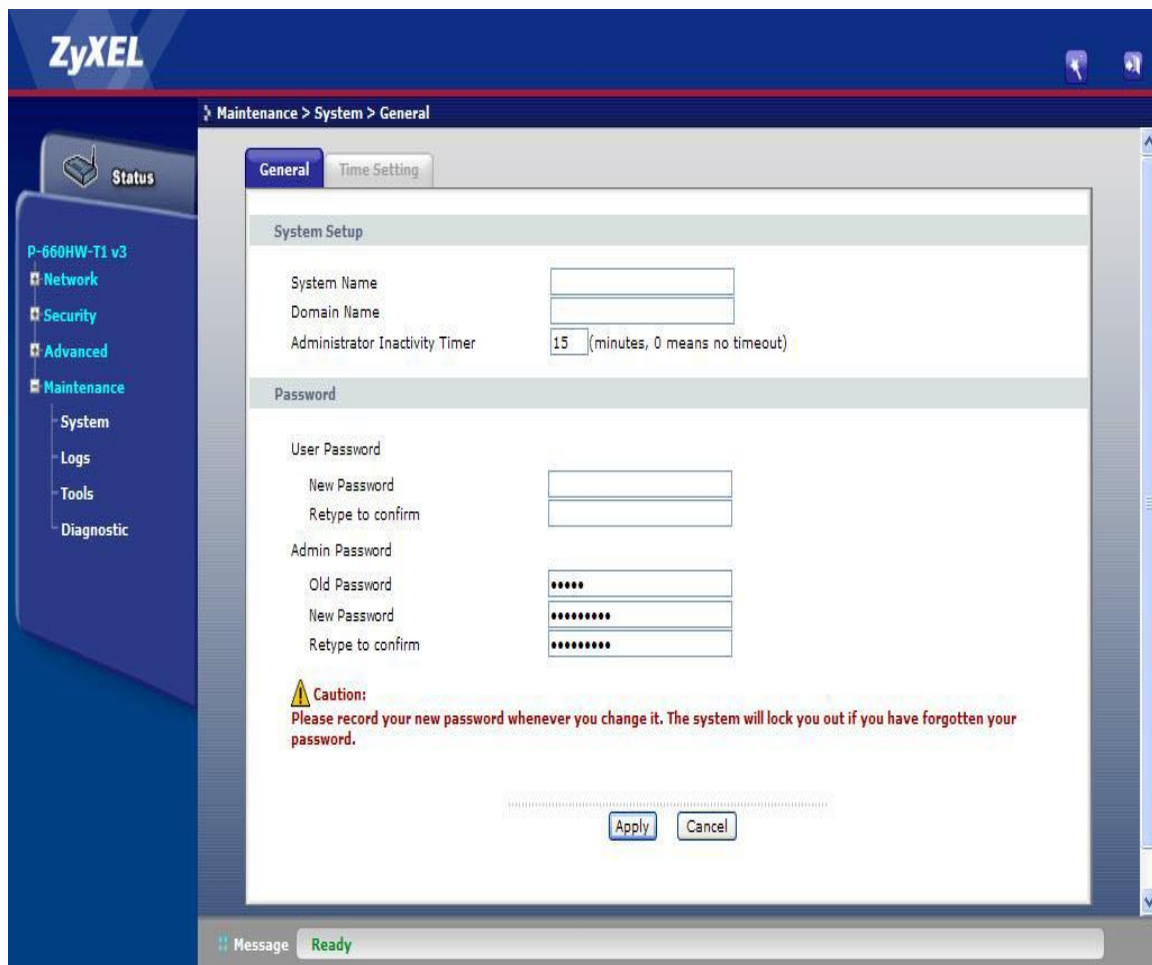 ZyXEL
Maintenance > System > General
Status
P-660HW-T1 v3
Network
Security
Advanced
Maintenance
System
Logs
Tools
Diagnostic
General
Time Setting
System Setup
System Name
Domain Name
Administrator Inactivity Timer 15 (minutes, 0 means no timeout)
Password
User Password
New Password
Retype to confirm
Admin Password
Old Password •••••
New Password •••••••••
Retype to confirm •••••••••
Caution:
Please record your new password whenever you change it. The system will lock you out if you have forgotten your
password.
Apply
Cancel
Message Ready